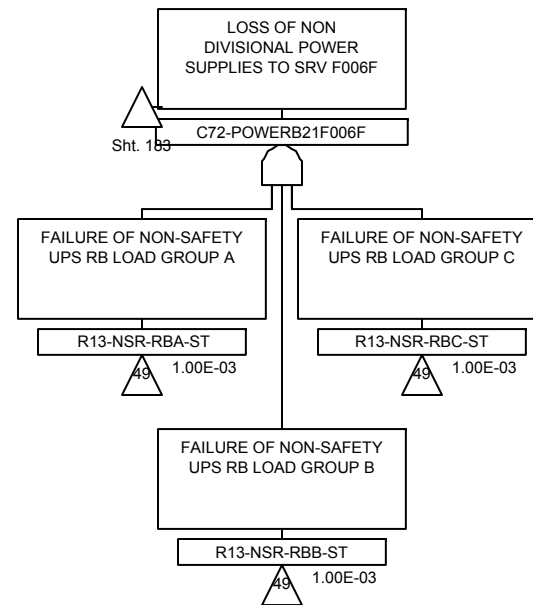 LOSS OF NON
DIVISIONAL POWER
SUPPLIES TO SRV F006F
C72-POWERB21F006F
Sht. 183
FAILURE OF NON-SAFETY
UPS RB LOAD GROUP A
R13-NSR-RBA-ST
49
1.00E-03
FAILURE OF NON-SAFETY
UPS RB LOAD GROUP C
R13-NSR-RBC-ST
49
1.00E-03
FAILURE OF NON-SAFETY
UPS RB LOAD GROUP B
R13-NSR-RBB-ST
49
1.00E-03